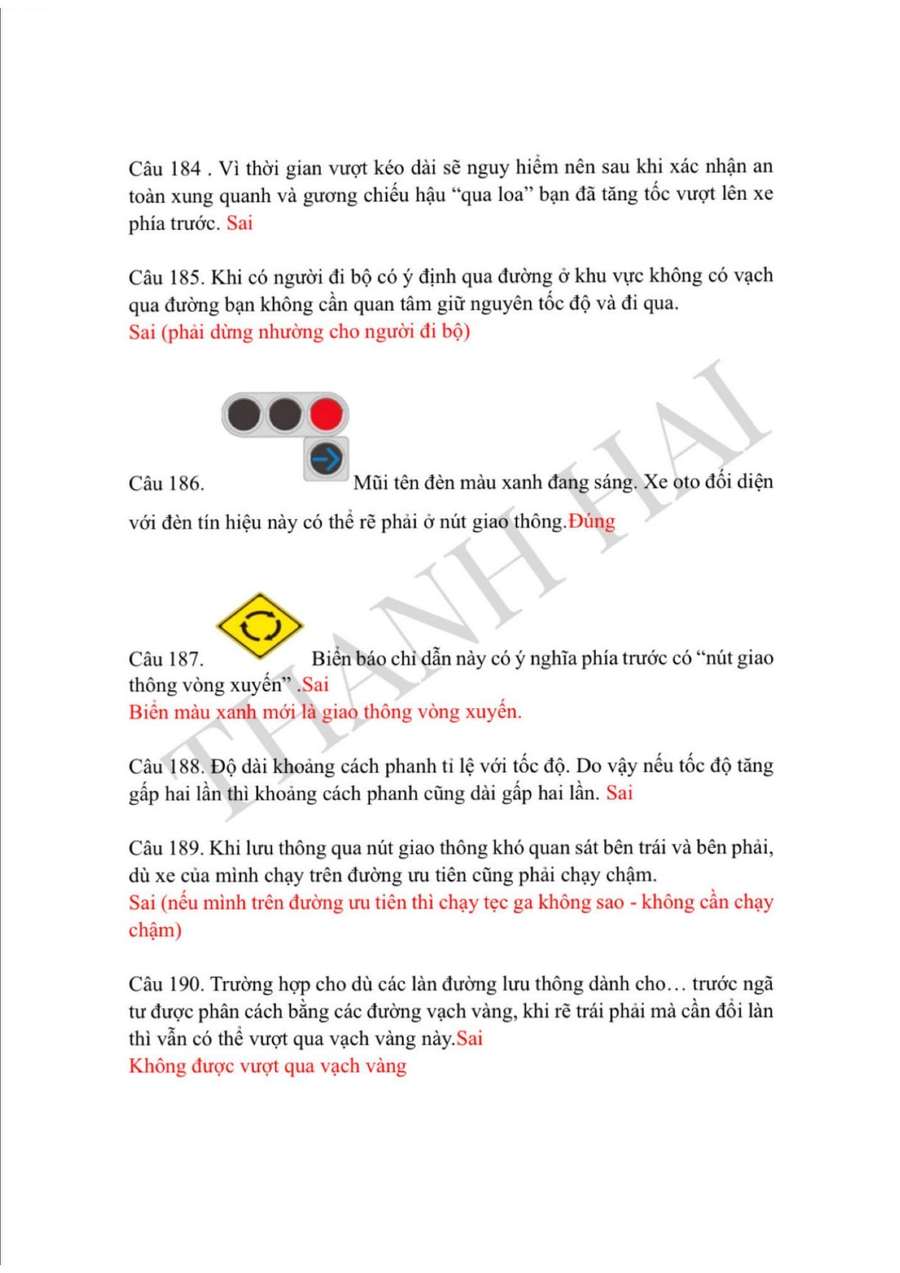 Câu 184 . Vì thời gian vượt kéo dài sẽ nguy hiểm nên sau khi xác nhận an
toàn xung quanh và gương chiếu hậu “qua loa” bạn đã tăng tốc vượt lên xe
phía trước. Sai
Câu 185. Khi có người đi bộ có ý định qua đường ở khu vực không có vạch
qua đường bạn không cần quan tâm giữ nguyên tốc độ và đi qua.
Sai (phải dừng nhường cho người đi bộ)
Câu 186. Mũi tên đèn màu xanh đang sáng. Xe oto đối diện
với đèn tín hiệu này có thể rẽ phải ở nút giao thông.Đúng
Câu 187. Biển báo chỉ dẫn này có ý nghĩa phía trước có “nút giao
thông vòng xuyến” .Sai
Biển màu xanh mới là giao thông vòng xuyến.
Câu 188. Độ dài khoảng cách phanh tỉ lệ với tốc độ. Do vậy nếu tốc độ tăng
gấp hai lần thì khoảng cách phanh cũng dài gấp hai lần. Sai
Câu 189. Khi lưu thông qua nút giao thông khó quan sát bên trái và bên phải,
dù xe của mình chạy trên đường ưu tiên cũng phải chạy chậm.
Sai (nếu mình trên đường ưu tiên thì chạy tẹc ga không sao - không cần chạy
chậm)
Câu 190. Trường hợp cho dù các làn đường lưu thông dành cho… trước ngã
tư được phân cách bằng các đường vạch vàng, khi rẽ trái phải mà cần đổi làn
thì vẫn có thể vượt qua vạch vàng này.Sai
Không được vượt qua vạch vàng
THANH HAI